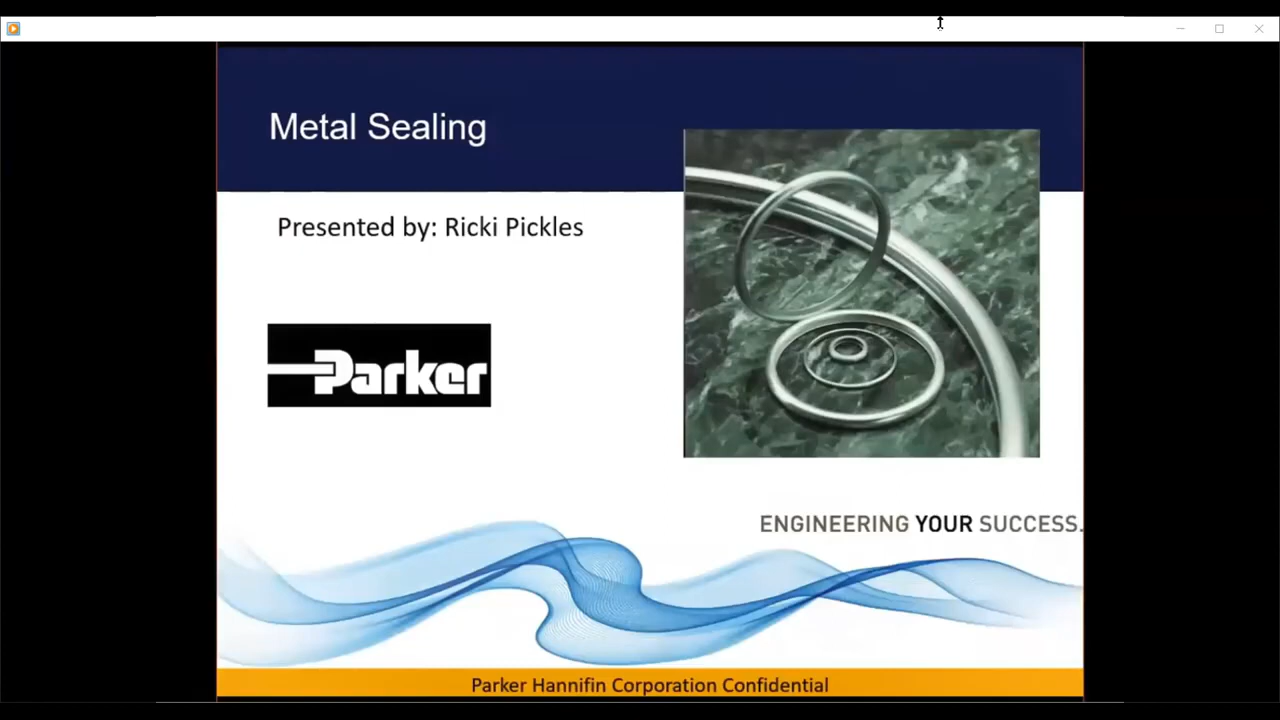 Metal Sealing
Presented by: Ricki Pickles
Parker
ENGINEERING YOUR SUCCESS.
Parker Hannifin Corporation Confidential